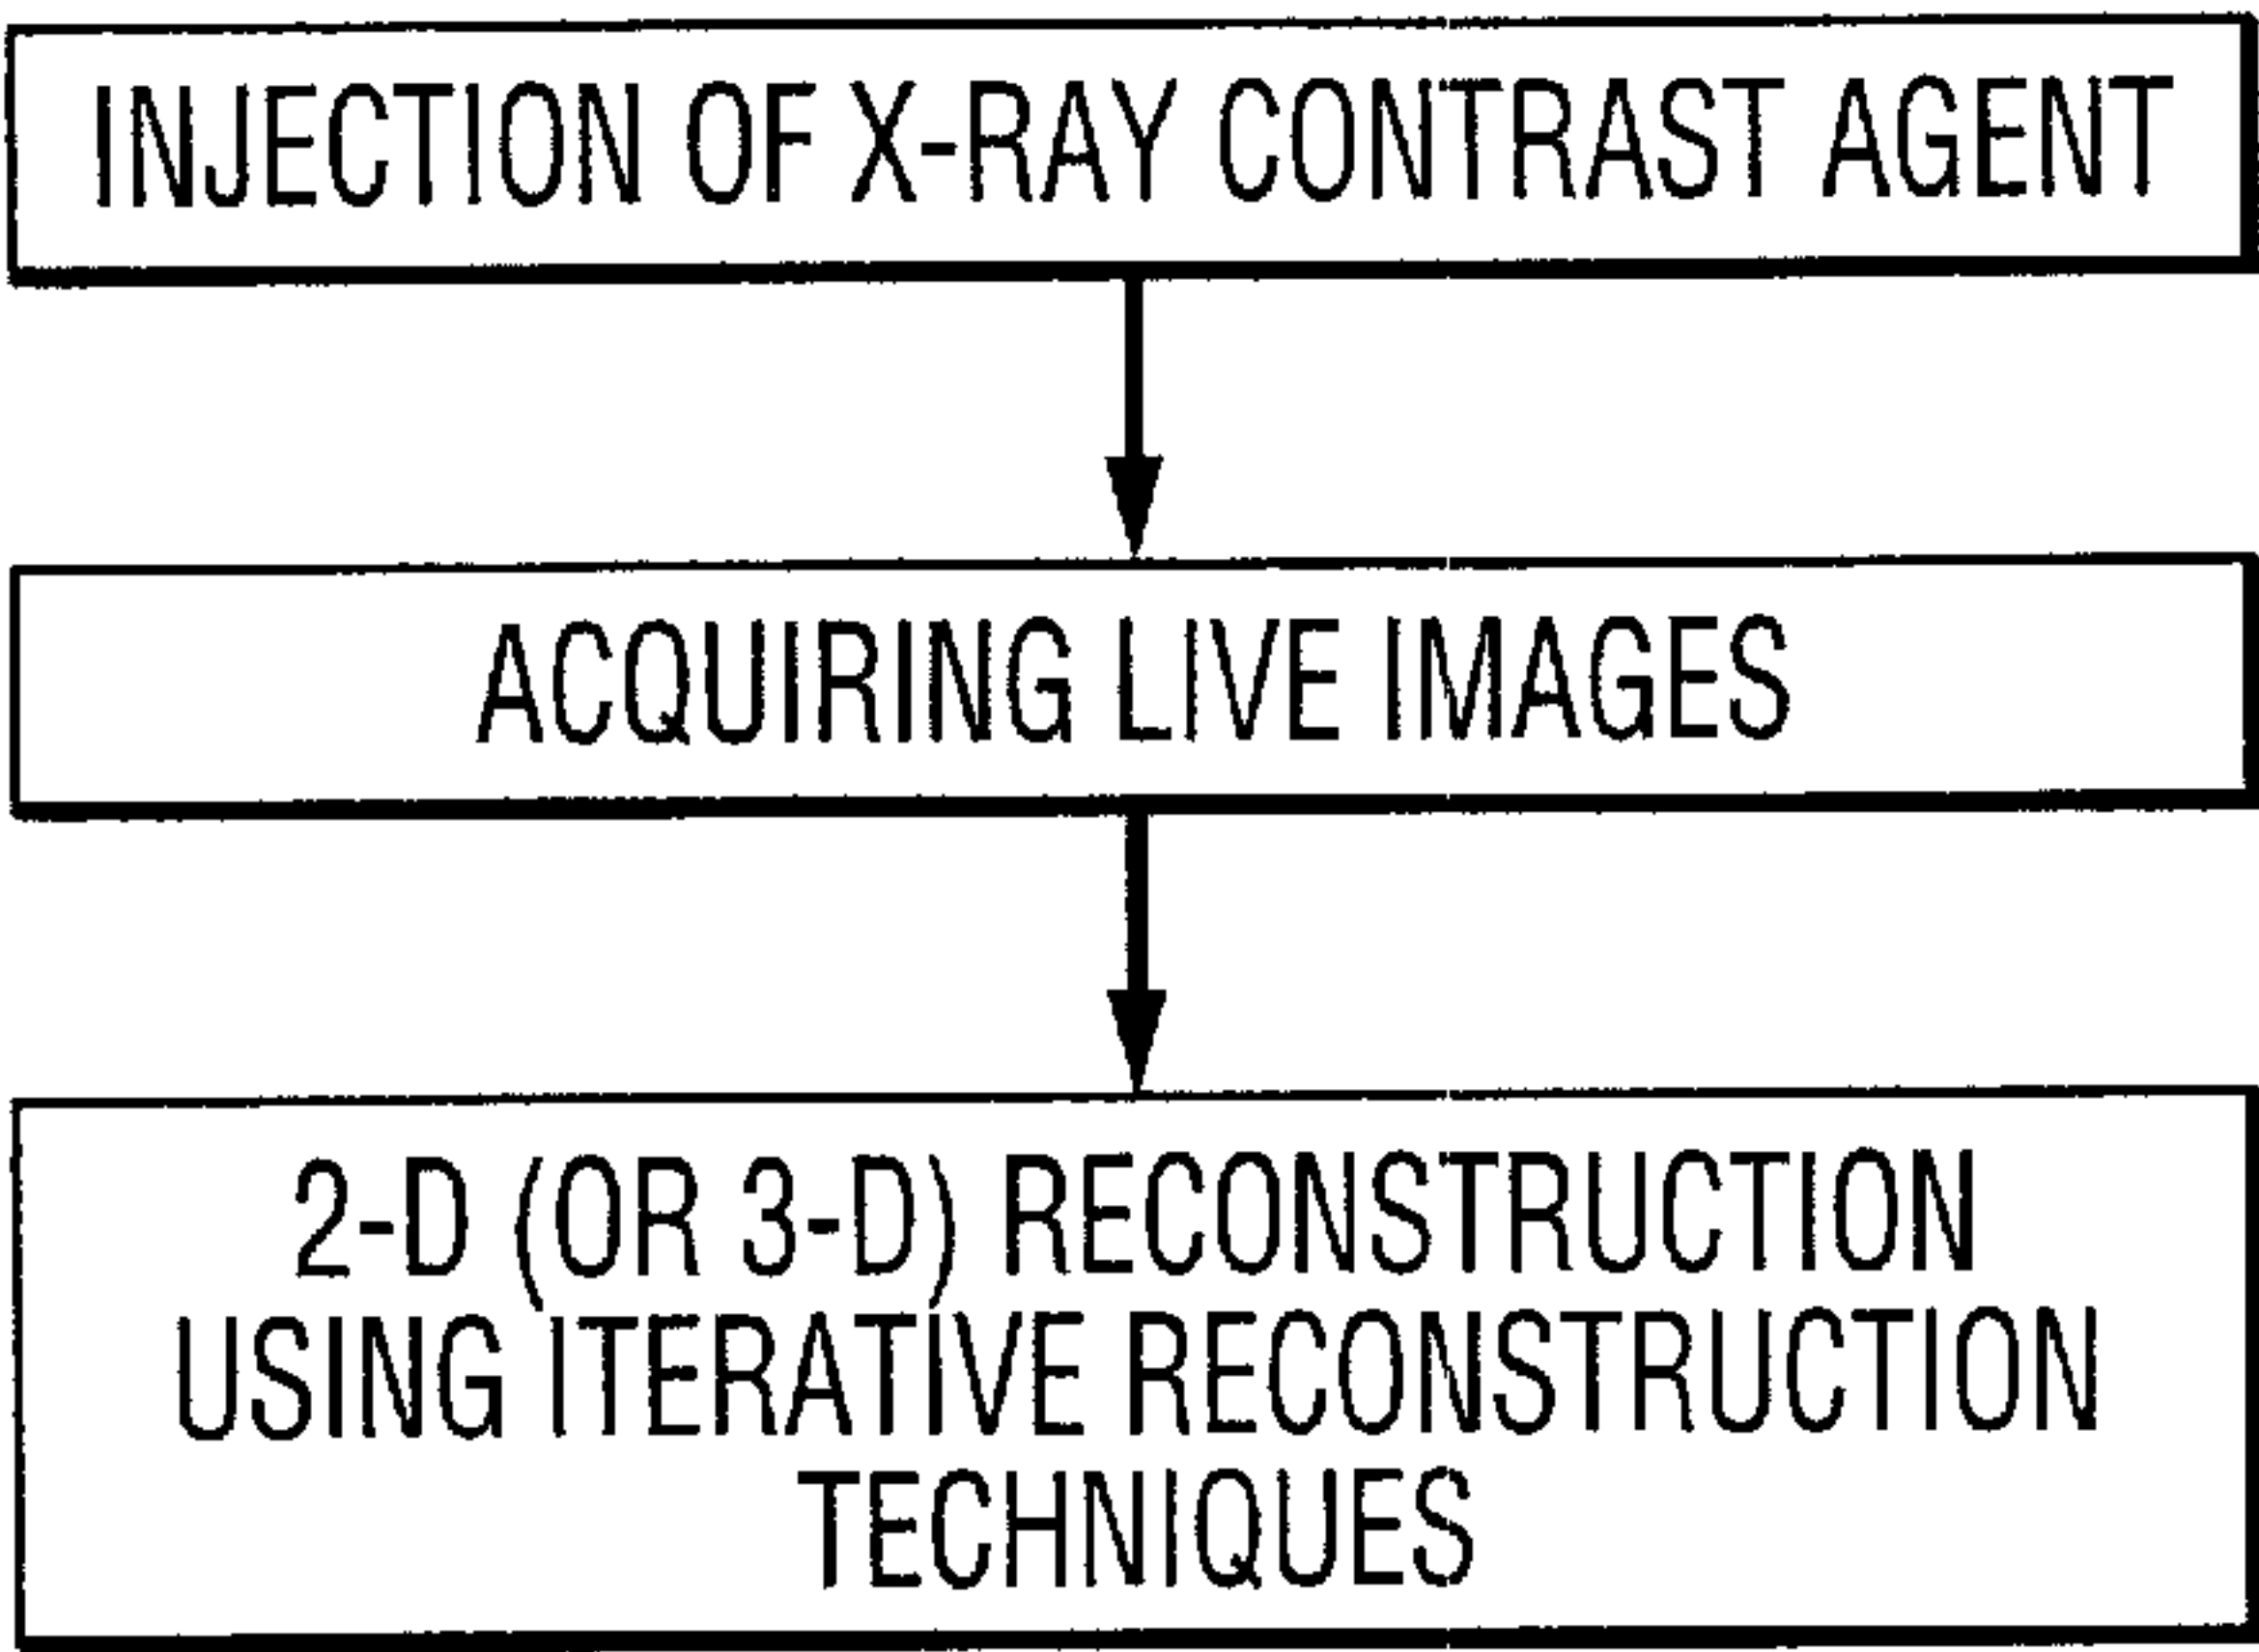 INJECTION OF X-RAY CONTRAST AGENT
ACQUIRING LIVE IMAGES
2-D (OR 3-D) RECONSTRUCTION
USING ITERATIVE RECONSTRUCTION
TECHNIQUES